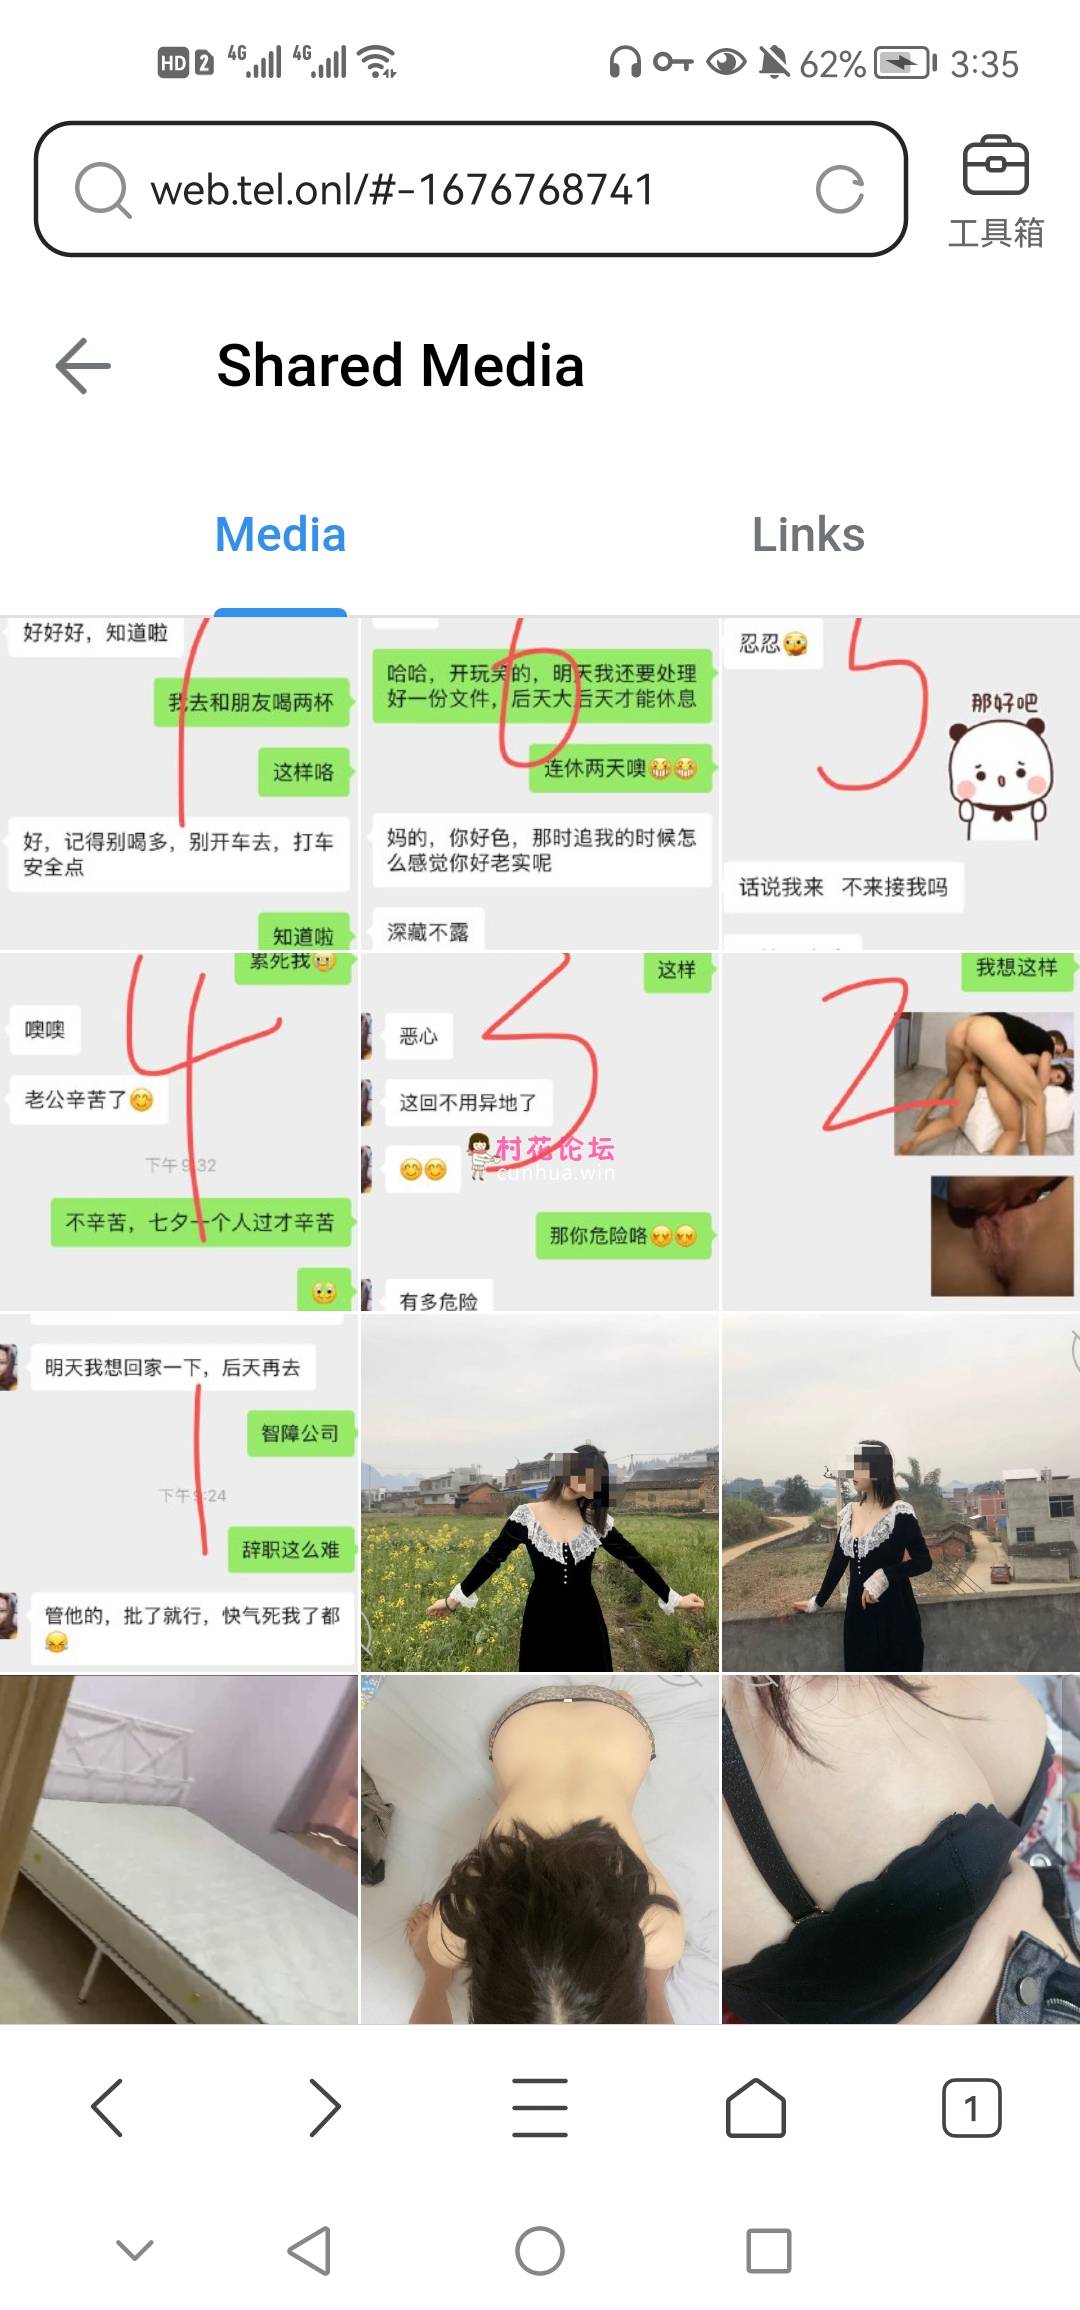 HD 2 4G 4G 62% 3:35
web.tel.onl/#-1676768741
工具箱
Shared Media
Media
Links
好好好，知道啦
我去和朋友喝两杯
这样咯
好，记得别喝多，别开车去，打车
安全点
知道啦
1
哈哈，开玩笑的，明天我还要处理
好一份文件，后天大后天才能休息
连休两天噢
妈的，你好色，那时追我的时候怎
么感觉你好老实呢
深藏不露
6
忍忍
那好吧
话说我来 不来接我吗
5
累死我
噢噢
老公辛苦了
下午9:32
不辛苦，七夕一个人过才辛苦
4
这样
恶心
这回不用异地了
村花论坛
cunhua.win
那你危险咯
有多危险
3
我想这样
2
明天我想回家一下，后天再去
智障公司
下午9:24
辞职这么难
管他的，批了就行，快气死我了都
1
1